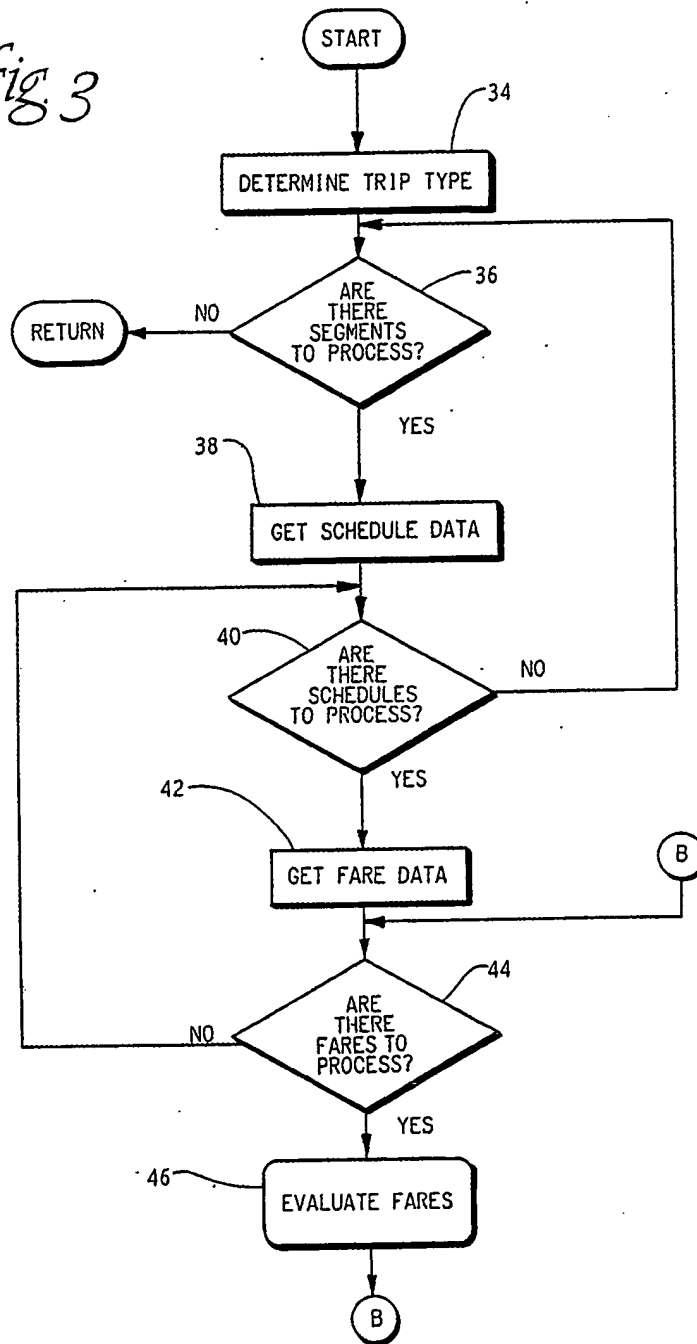 START
Fig. 3
34
DETERMINE TRIP TYPE
36
ARE
THERE
SEGMENTS
TO PROCESS?
NO
RETURN
YES
38
GET SCHEDULE DATA
40
ARE
THERE
SCHEDULES
TO PROCESS?
NO
YES
42
GET FARE DATA
B
44
ARE
THERE
FARES TO
PROCESS?
NO
YES
46
EVALUATE FARES
B